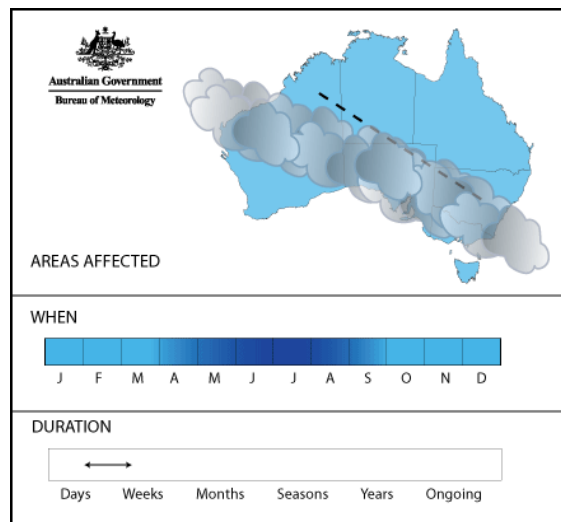 Australian Government
Bureau of Meteorology
AREAS AFFECTED
WHEN
J F M A M J J A S O N D
DURATION
Days Weeks Months Seasons Years Ongoing